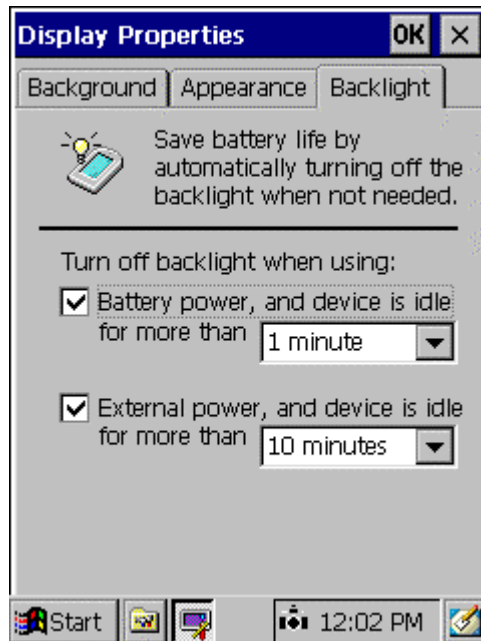 Display Properties OK ×
Background Appearance Backlight
Save battery life by
automatically turning off the
backlight when not needed.
Turn off backlight when using:
Battery power, and device is idle
for more than 1 minute
External power, and device is idle
for more than 10 minutes
Start 12:02 PM